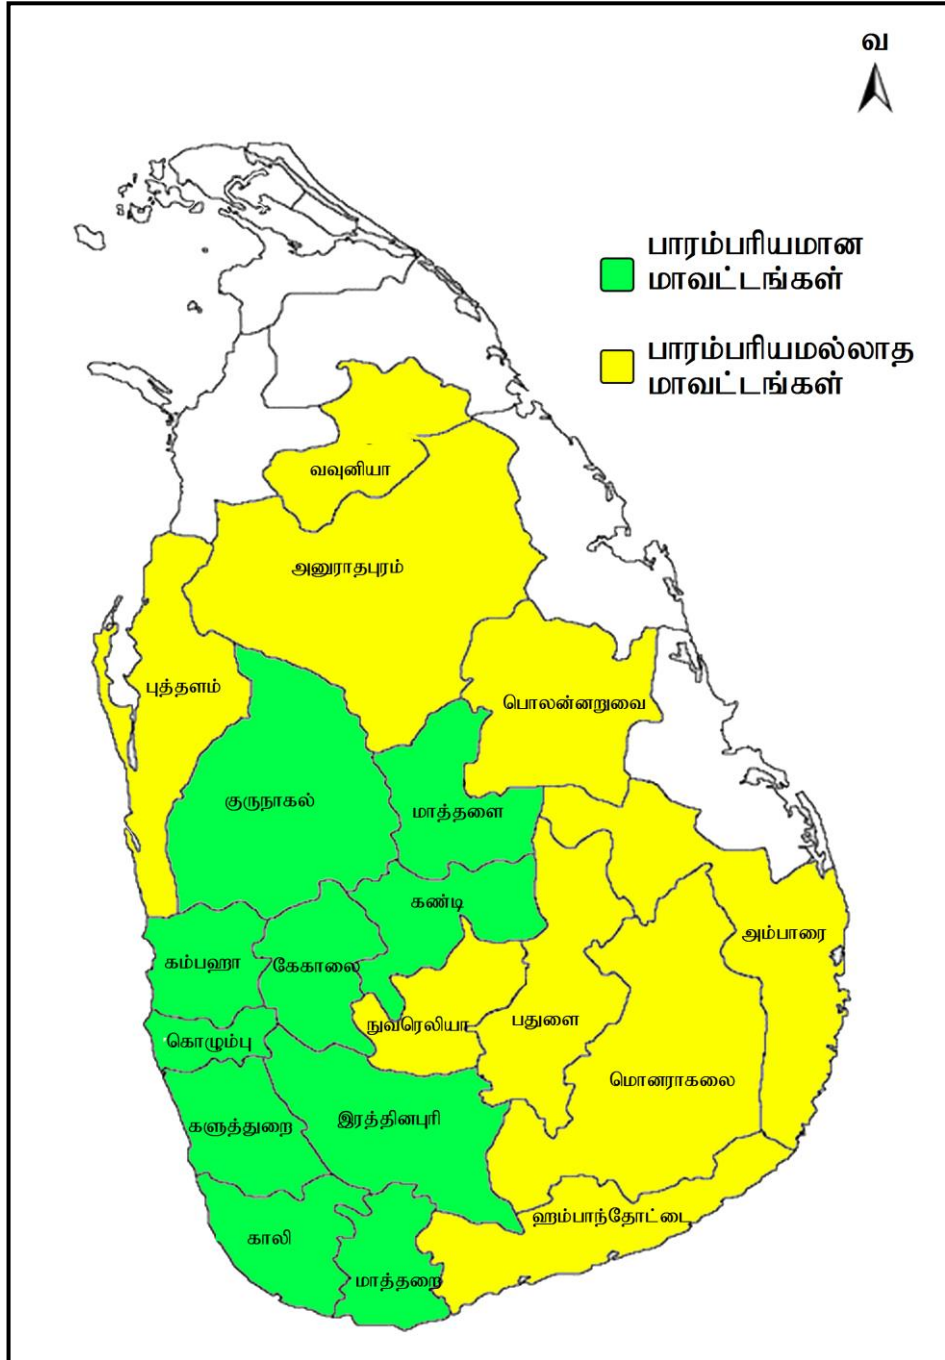 வ
பாரம்பரியமான
மாவட்டங்கள்
பாரம்பரியமல்லாத
மாவட்டங்கள்
வவுனியா
அனுராதபுரம்
புத்தளம்
பொலன்னறுவை
குருநாகல்
மாத்தளை
கண்டி
அம்பாரை
கம்பஹா
கேகாலை
நுவரெலியா
பதுளை
கொழும்பு
மொனராகலை
களுத்துறை
இரத்தினபுரி
ஹம்பாந்தோட்டை
காலி
மாத்தறை